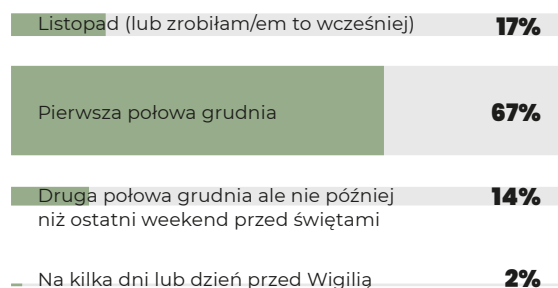 Listopad (lub zrobiłam/em to wcześniej) 17%
Pierwsza połowa grudnia 67%
Druga połowa grudnia ale nie później 14%
niż ostatni weekend przed świętami
Na kilka dni lub dzień przed Wigilią 2%